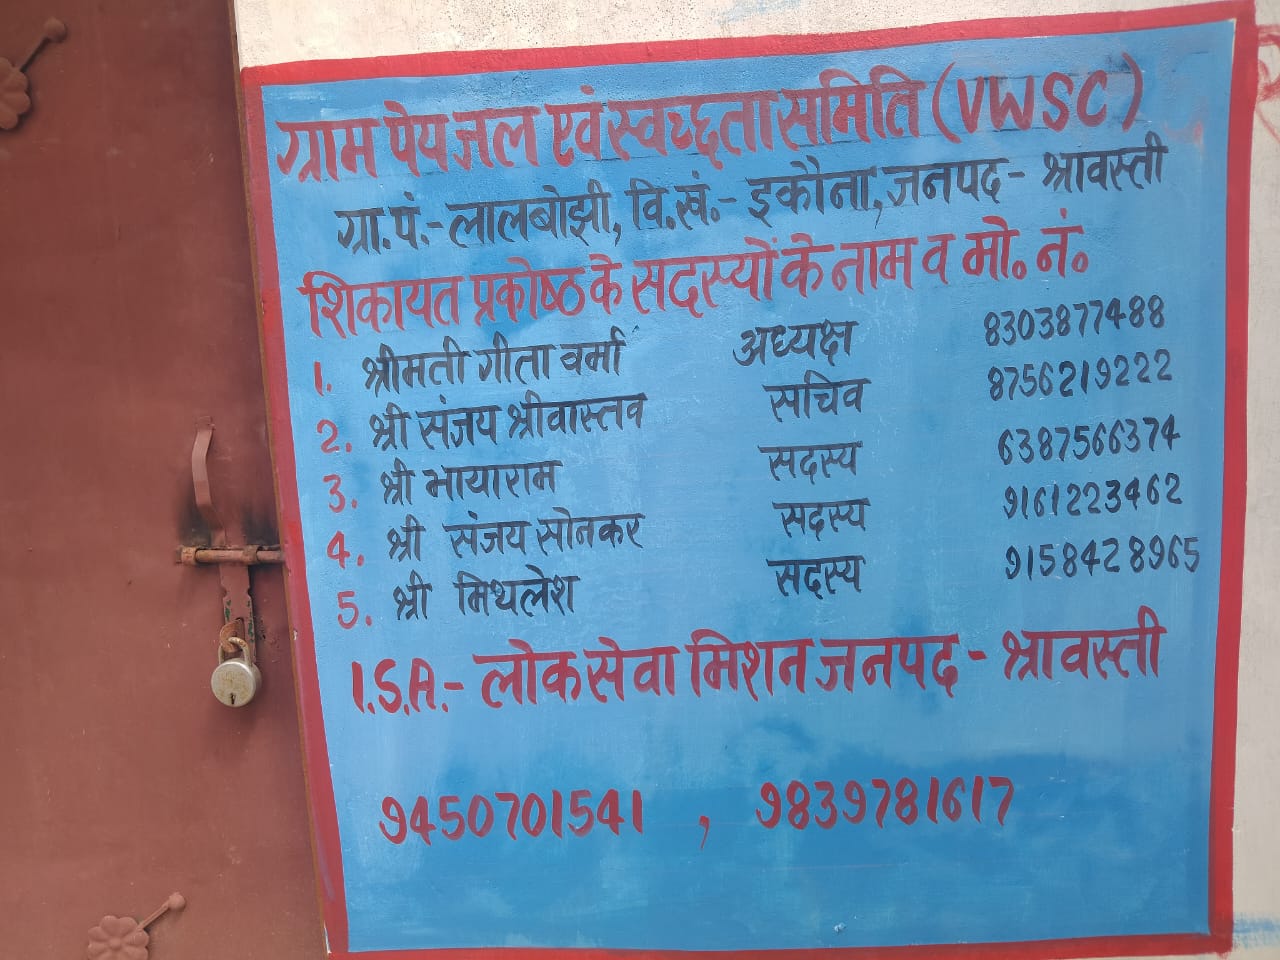 ग्राम पेयजल एवं स्वच्छता समिति (VWSC)
ग्रा.पं.-लालबोझी, वि.खं.- इकौना, जनपद - श्रावस्ती
शिकायत प्रकोष्ठ के सदस्यों के नाम व मो. नं.
1. श्रीमती गीता वर्मा अध्यक्ष 8303877488
2. श्री संजय श्रीवास्तव सचिव 8756219222
3. श्री भायाराम सदस्य 6387566374
4. श्री संजय सोनकर सदस्य 9161223462
5. श्री मिथलेश सदस्य 9158428965
I.S.A.- लोक सेवा मिशन जनपद - श्रावस्ती
9450701541 , 9839781617